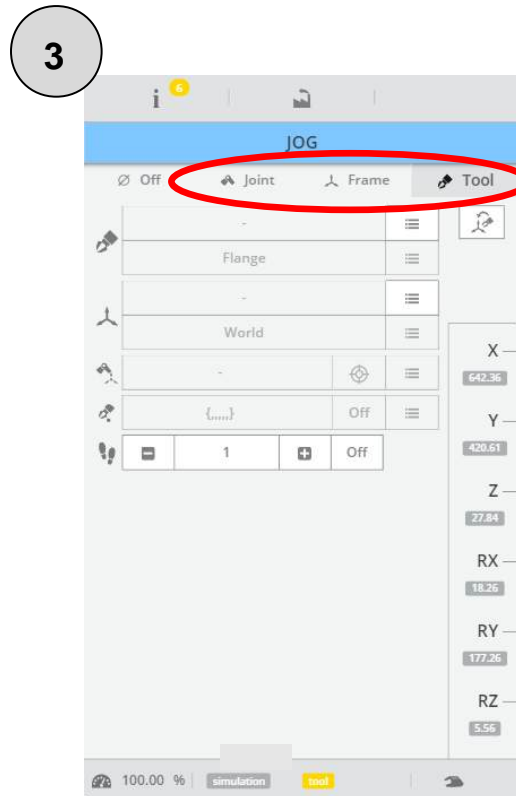 3
i 6
JOG
Off Joint Frame Tool
-
Flange
-
World
-
{,,,,,} Off
1 Off
X
642.36
Y
420.61
Z
27.84
RX
18.26
RY
177.26
RZ
5.56
100.00 % simulation tool